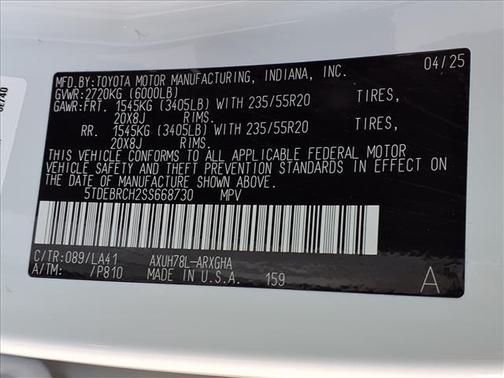 MFD.BY:TOYOTA MOTOR MANUFACTURING, INDIANA, INC. 04/25
GVWR:2720KG (6000LB)
GAWR:FRT. 1545KG (3405LB) WITH 235/55R20 TIRES,
20X8J RIMS.
RR. 1545KG (3405LB) WITH 235/55R20 TIRES,
20X8J RIMS.
THIS VEHICLE CONFORMS TO ALL APPLICABLE FEDERAL MOTOR
VEHICLE SAFETY AND THEFT PREVENTION STANDARDS IN EFFECT
ON THE DATE OF MANUFACTURE SHOWN ABOVE.
5TDEBRCH2SS668730 MPV
C/TR:089/LA41 AXUH78L-ARXGHA
A/TM: /P810 MADE IN U.S.A. 159 A